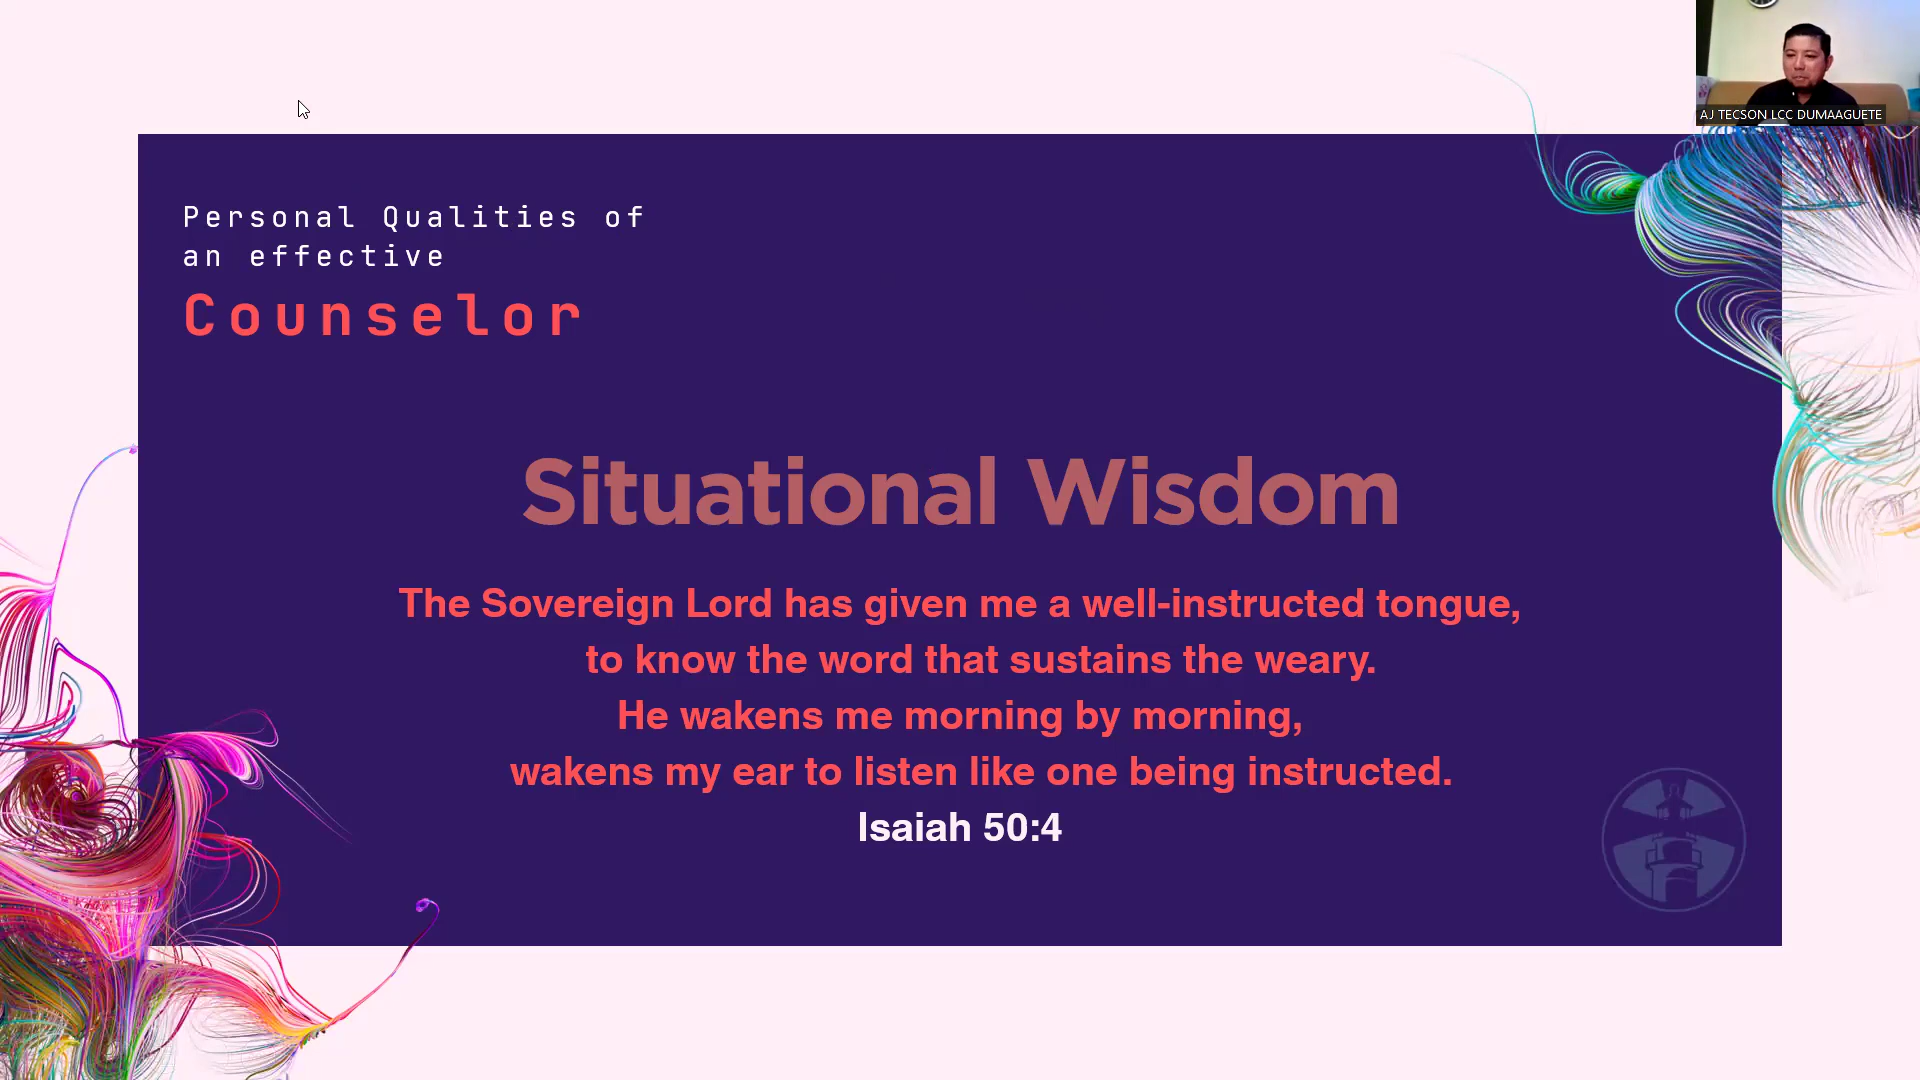 AJ TECSON LCC DUMAAGUETE
Personal Qualities of
an effective
Counselor
Situational Wisdom
The Sovereign Lord has given me a well-instructed tongue,
to know the word that sustains the weary.
He wakens me morning by morning,
wakens my ear to listen like one being instructed.
Isaiah 50:4